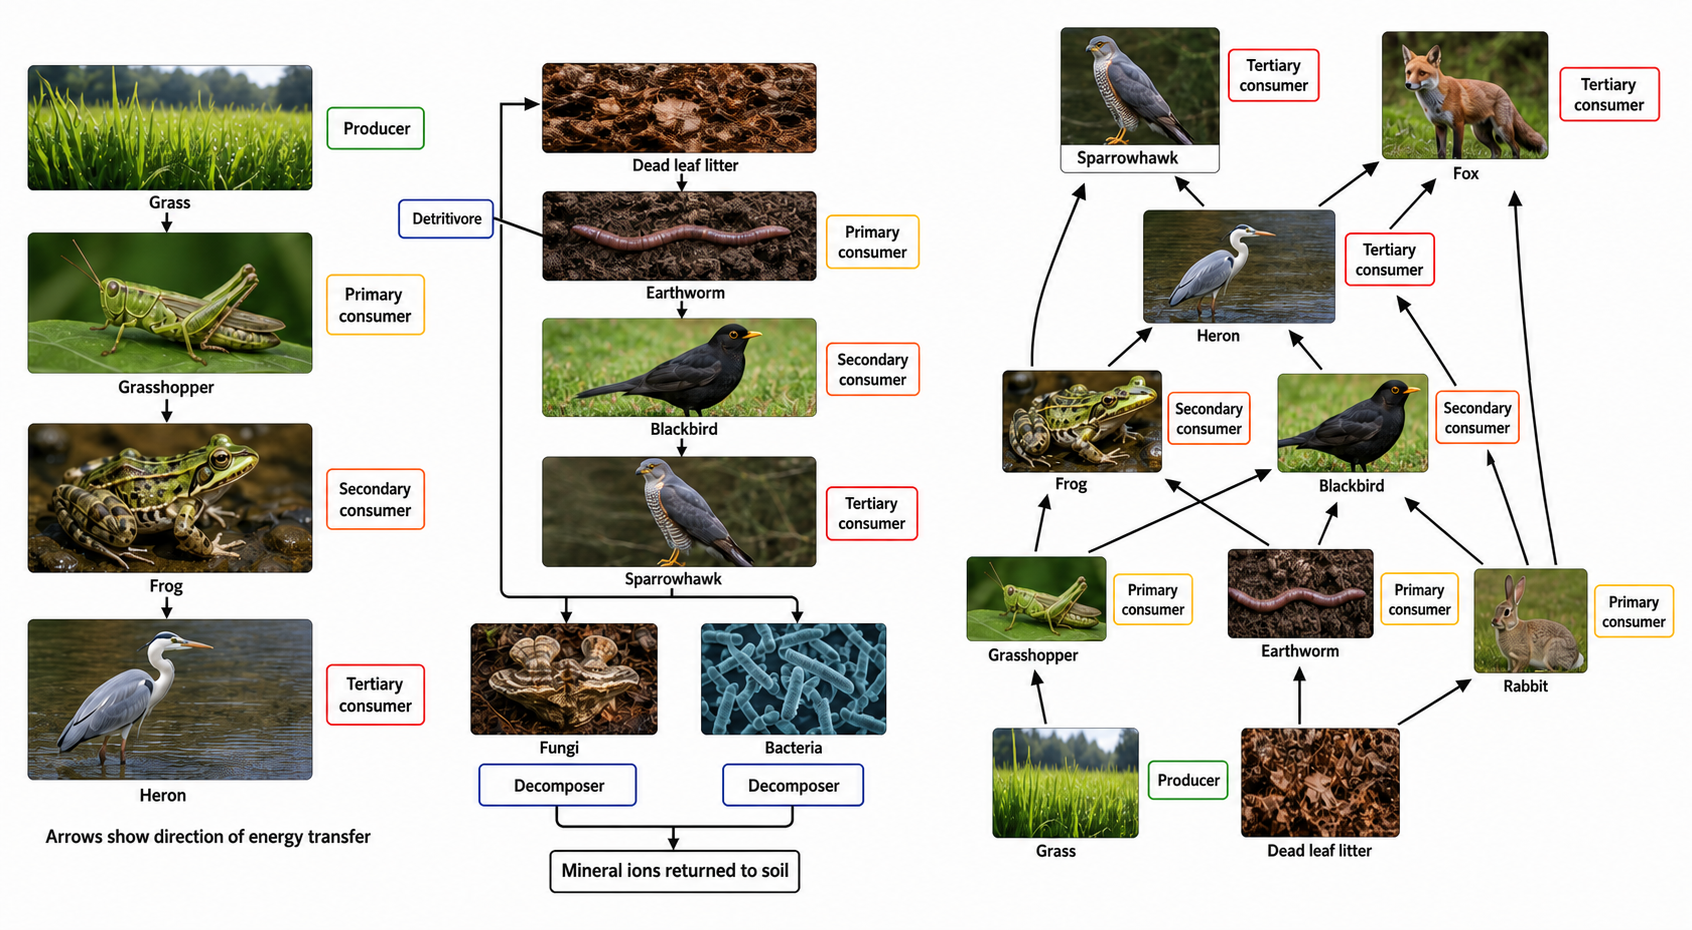 Producer
Grass
Primary
consumer
Grasshopper
Secondary
consumer
Frog
Tertiary
consumer
Heron
Arrows show direction of energy transfer
Dead leaf litter
Detritivore
Primary
consumer
Earthworm
Secondary
consumer
Blackbird
Tertiary
consumer
Sparrowhawk
Fungi
Bacteria
Decomposer
Decomposer
Mineral ions returned to soil
Tertiary
consumer
Sparrowhawk
Tertiary
consumer
Fox
Tertiary
consumer
Heron
Secondary
consumer
Frog
Secondary
consumer
Blackbird
Primary
consumer
Grasshopper
Primary
consumer
Earthworm
Primary
consumer
Rabbit
Producer
Grass
Dead leaf litter